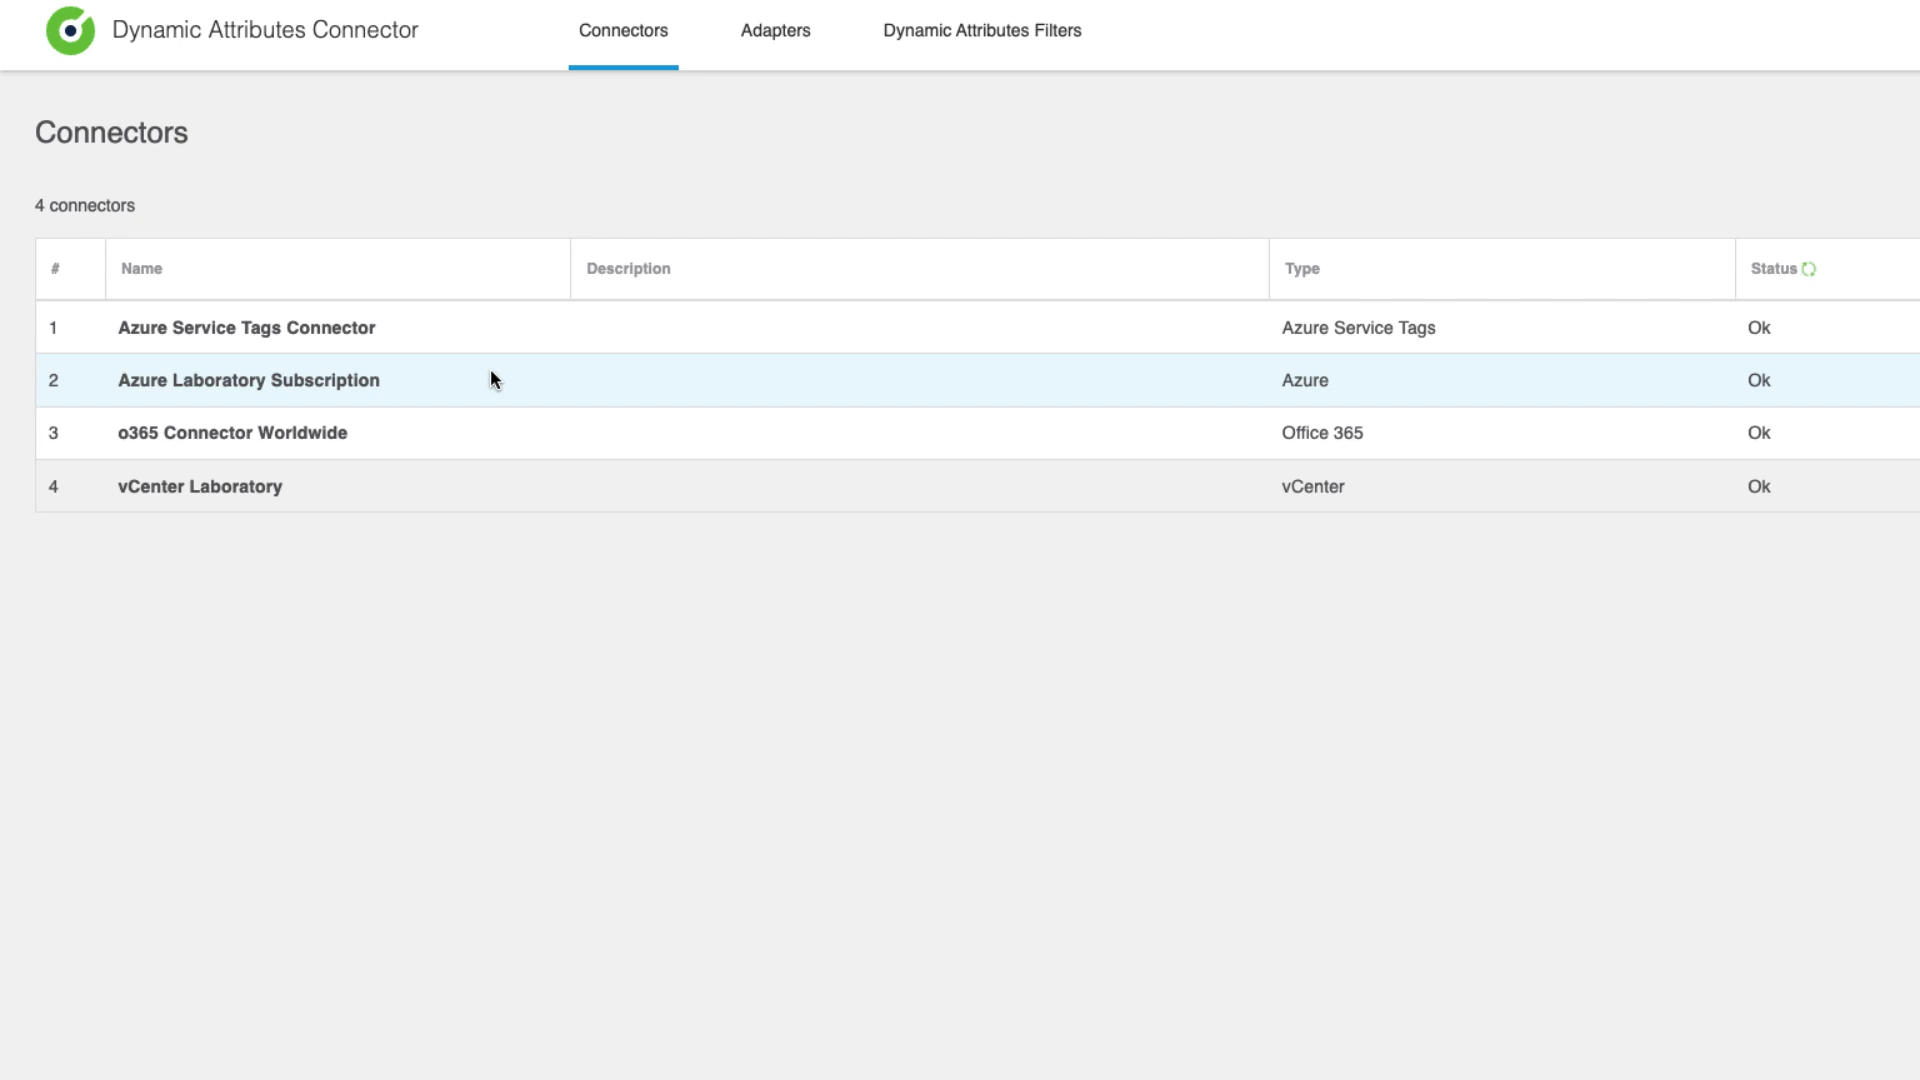 Dynamic Attributes Connector Connectors Adapters Dynamic Attributes Filters
Connectors
4 connectors
# Name Description Type Status
1 Azure Service Tags Connector Azure Service Tags Ok
2 Azure Laboratory Subscription Azure Ok
3 o365 Connector Worldwide Office 365 Ok
4 vCenter Laboratory vCenter Ok